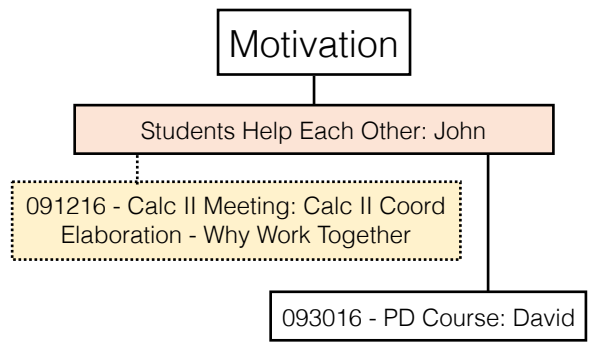 Motivation
Students Help Each Other: John
091216 - Calc II Meeting: Calc II Coord
Elaboration - Why Work Together
093016 - PD Course: David